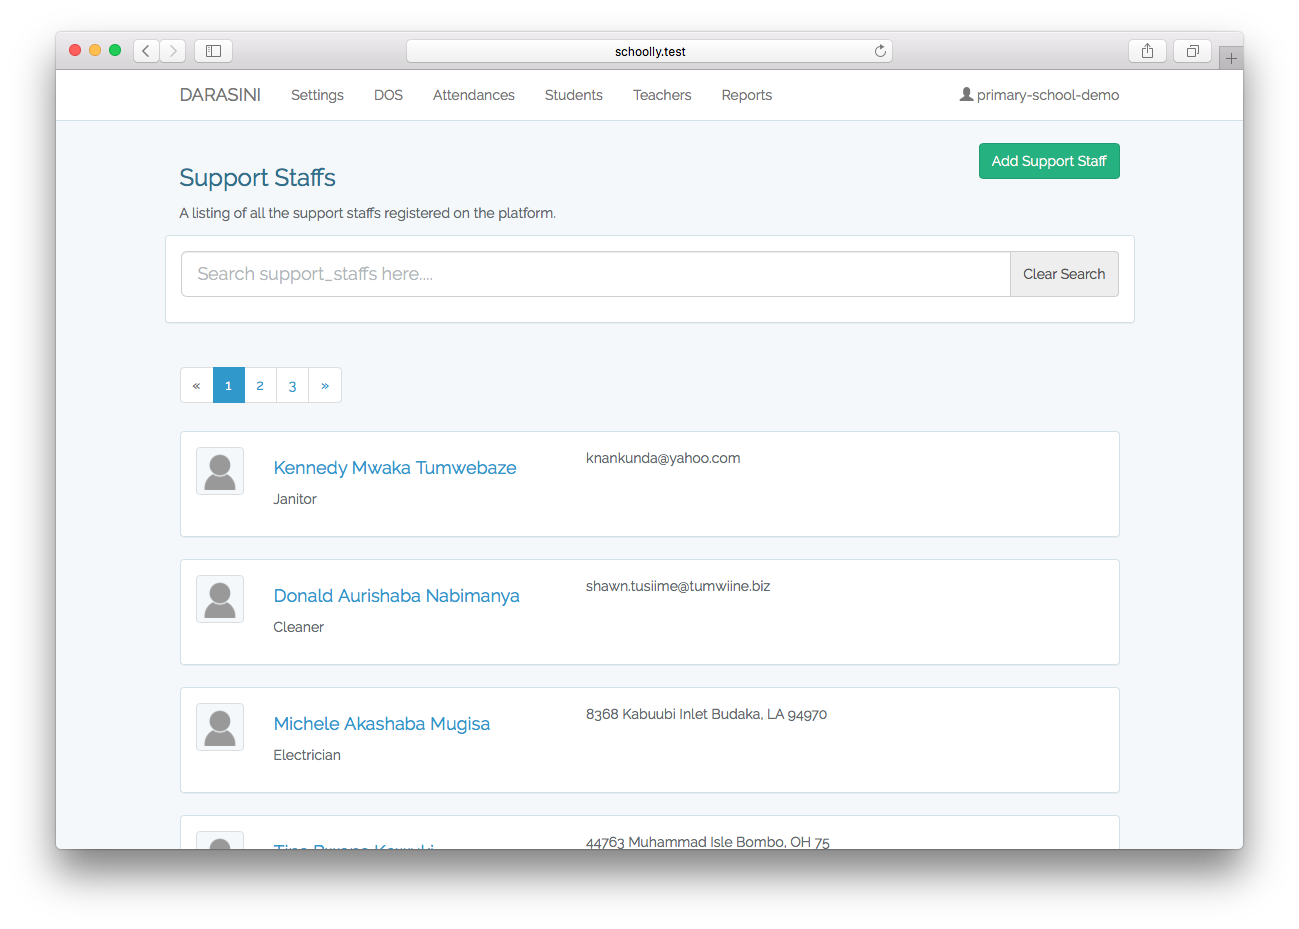 schoolly.test
DARASINI Settings DOS Attendances Students Teachers Reports primary-school-demo
Add Support Staff
Support Staffs
A listing of all the support staffs registered on the platform.
Search support_staffs here.... Clear Search
« 1 2 3 »
Kennedy Mwaka Tumwebaze
knankunda@yahoo.com
Janitor
Donald Aurishaba Nabimanya
shawn.tusiime@tumwiine.biz
Cleaner
Michele Akashaba Mugisa
8368 Kabuubi Inlet Budaka, LA 94970
Electrician
44763 Muhammad Isle Bombo, OH 75